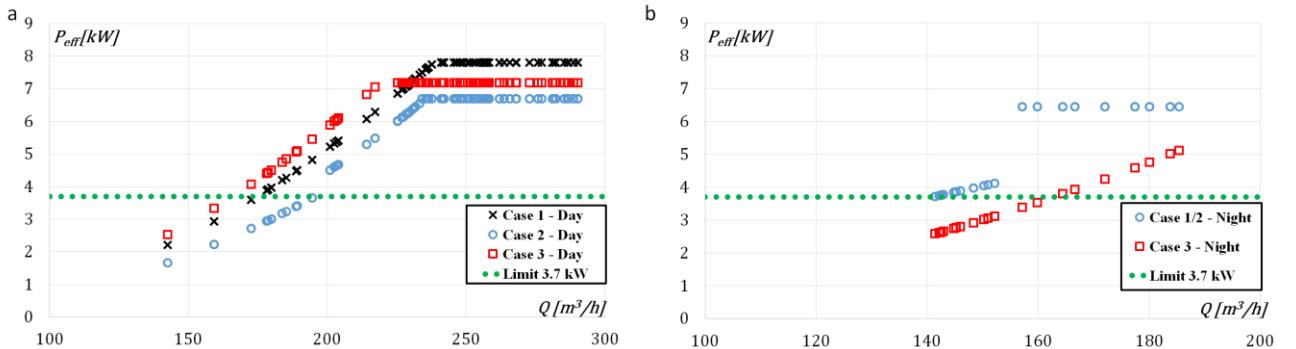 a
P_eff[kW]
9
8
7
6
5
4
3
2
1
0
100
150
200
250
300
Q [m³/h]
Case 1 - Day
Case 2 - Day
Case 3 - Day
Limit 3.7 kW
b
P_eff[kW]
9
8
7
6
5
4
3
2
1
0
100
120
140
160
180
200
Q [m³/h]
Case 1/2 - Night
Case 3 - Night
Limit 3.7 kW